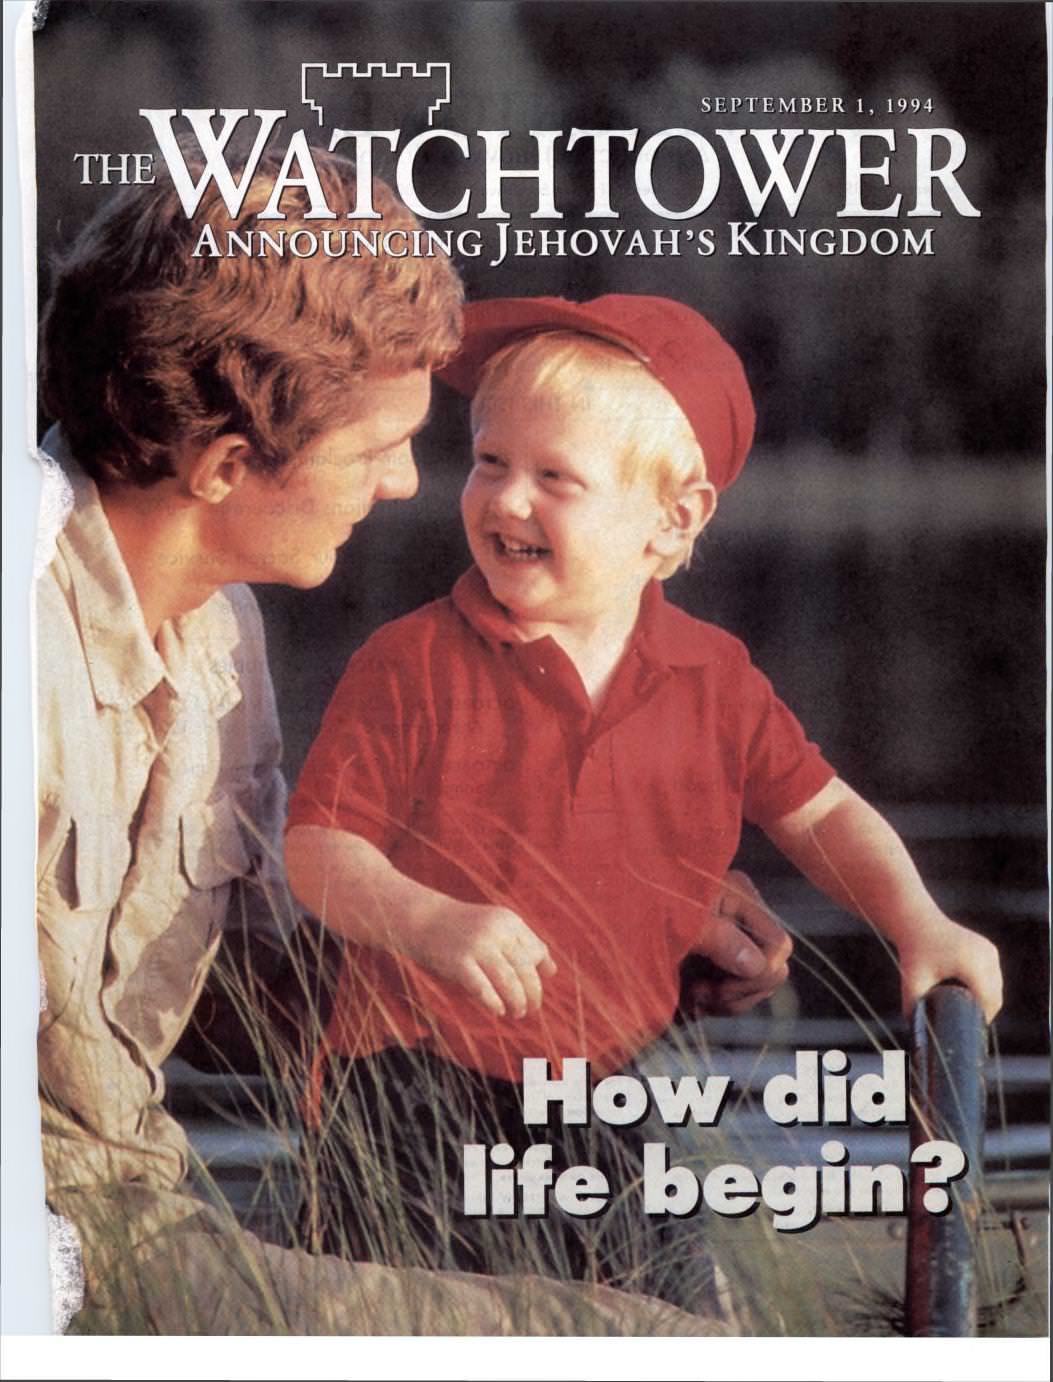 SEPTEMBER 1, 1994
THE WATCHTOWER
ANNOUNCING JEHOVAH'S KINGDOM
How did
life begin?